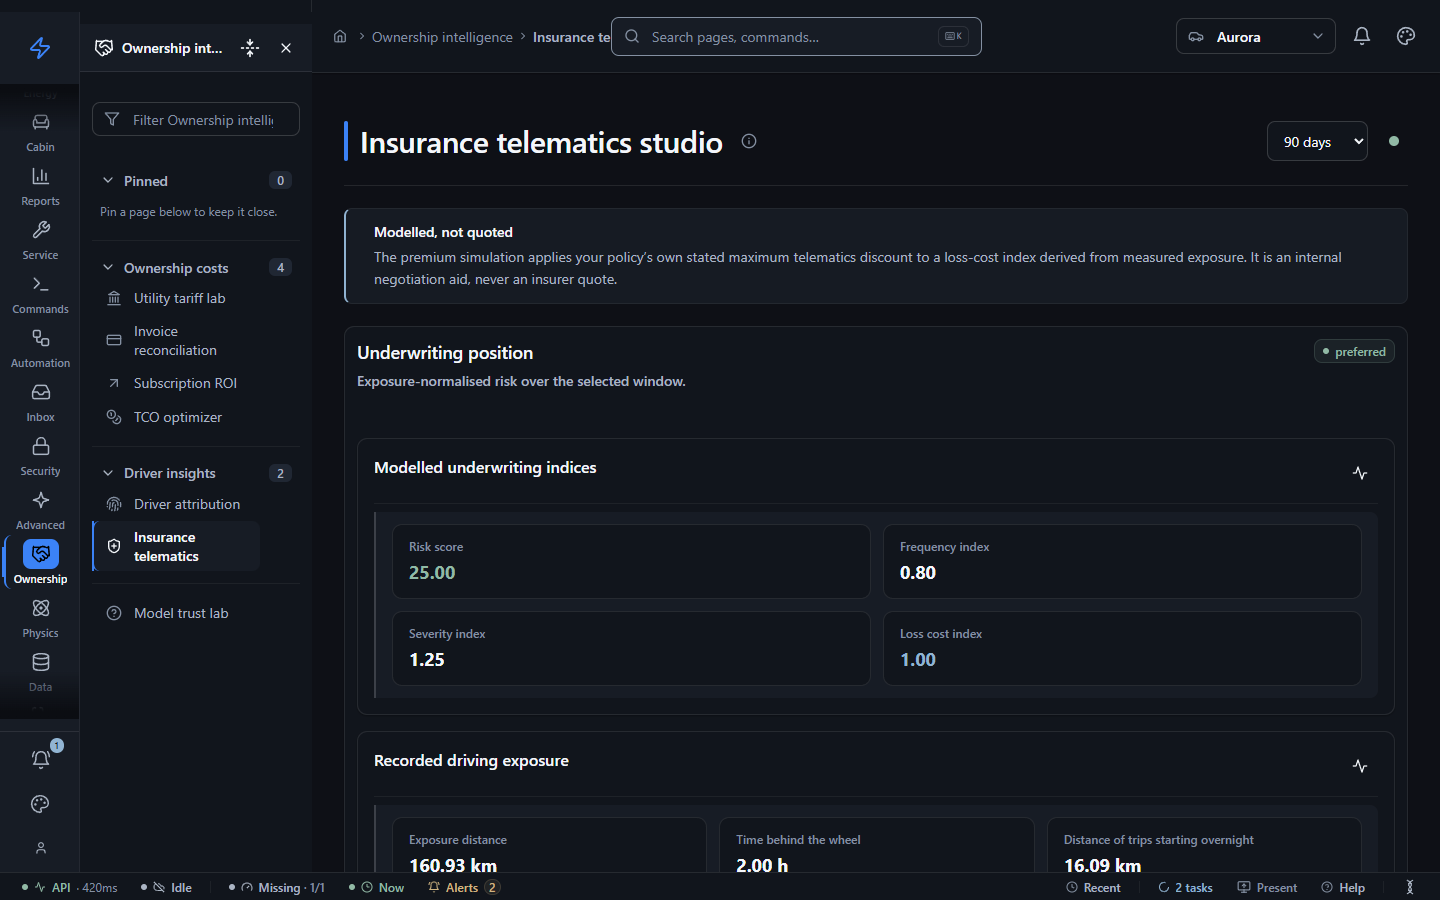 Ownership int...
Ownership intelligence
Insurance te
Search pages, commands...
K
Aurora
Energy
Cabin
Reports
Service
Commands
Automation
Inbox
Security
Advanced
Ownership
Physics
Data
1
Filter Ownership intelli
Pinned
0
Pin a page below to keep it close.
Ownership costs
4
Utility tariff lab
Invoice
reconciliation
Subscription ROI
TCO optimizer
Driver insights
2
Driver attribution
Insurance
telematics
Model trust lab
Insurance telematics studio
90 days
Modelled, not quoted
The premium simulation applies your policy’s own stated maximum telematics discount to a loss-cost index derived from measured exposure. It is an internal
negotiation aid, never an insurer quote.
Underwriting position
preferred
Exposure-normalised risk over the selected window.
Modelled underwriting indices
Risk score
25.00
Frequency index
0.80
Severity index
1.25
Loss cost index
1.00
Recorded driving exposure
Exposure distance
160.93 km
Time behind the wheel
2.00 h
Distance of trips starting overnight
16.09 km
API · 420ms
Idle
Missing · 1/1
Now
Alerts 2
Recent
2 tasks
Present
Help